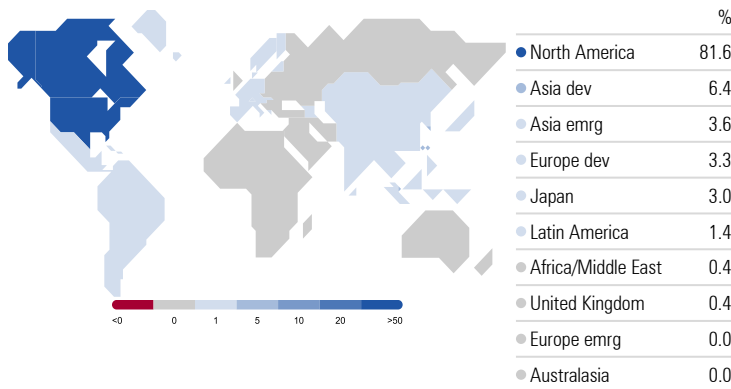 %
North America 81.6
Asia dev 6.4
Asia emrg 3.6
Europe dev 3.3
Japan 3.0
Latin America 1.4
Africa/Middle East 0.4
United Kingdom 0.4
Europe emrg 0.0
Australasia 0.0
<0 0 1 5 10 20 >50